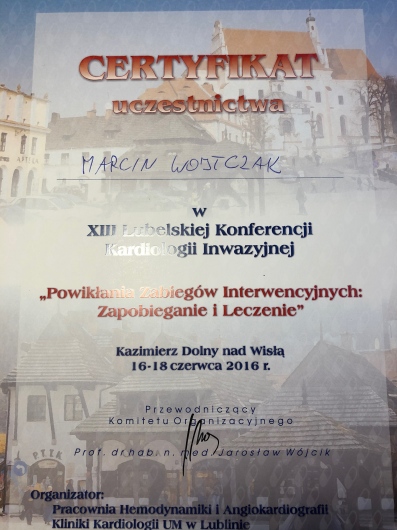 CERTYFIKAT
uczestnictwa
MARCIN WOJTCZAK
w
XIII Lubelskiej Konferencji
Kardiologii Inwazyjnej
„Powikłania Zabiegów Interwencyjnych:
Zapobieganie i Leczenie”
Kazimierz Dolny nad Wisłą
16-18 czerwca 2016 r.
Przewodniczący
Komitetu Organizacyjnego
Prof. dr hab. n. med. Jarosław Wójcik
PTTK
Organizator:
Pracownia Hemodynamiki i Angiokardiografii
Kliniki Kardiologii UM w Lublinie